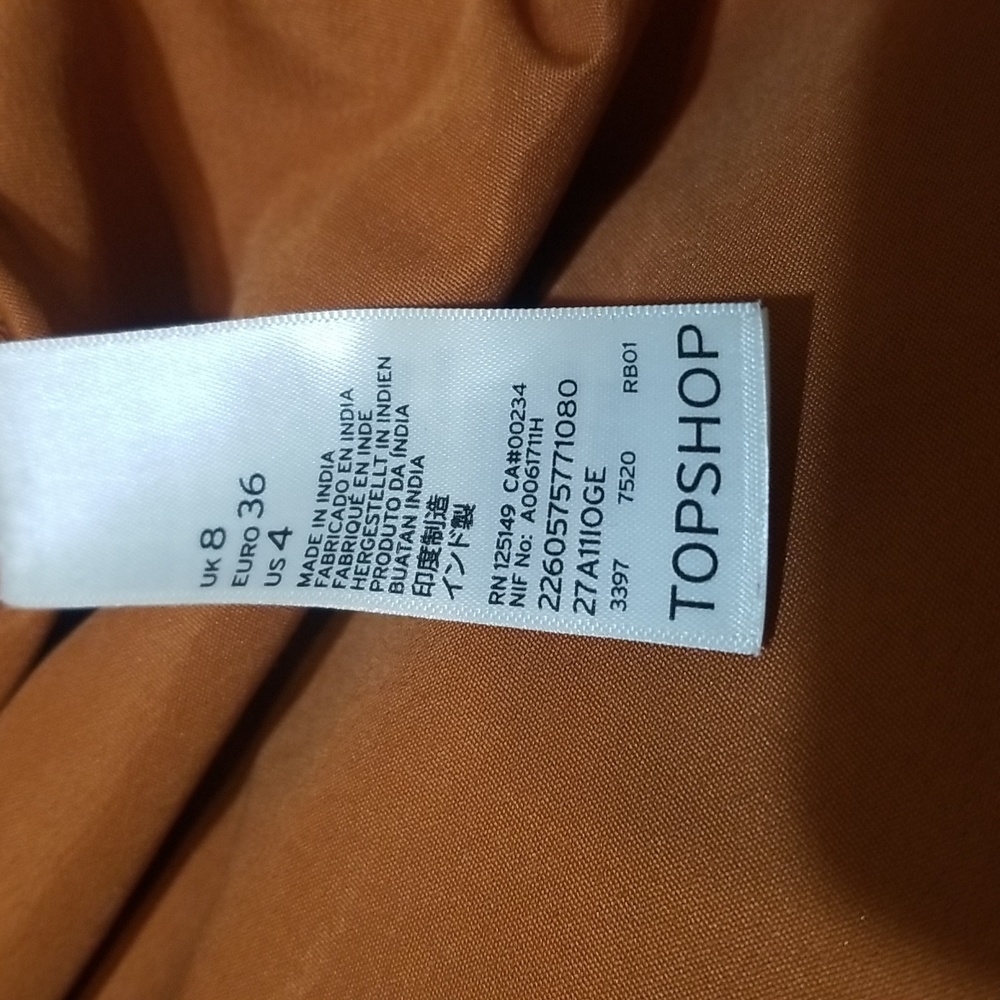 UK 8
EURO 36
US 4
MADE IN INDIA
FABRICADO EN INDIA
FABRIQUÉ EN INDE
HERGESTELLT IN INDIEN
PRODUTO DA ÍNDIA
BUATAN INDIA
印度制造
インド製
RN 125149 CA#00234
NIF No: A0061711H
2260575771080
27A11IOGE
3397 7520 RB01
TOPSHOP